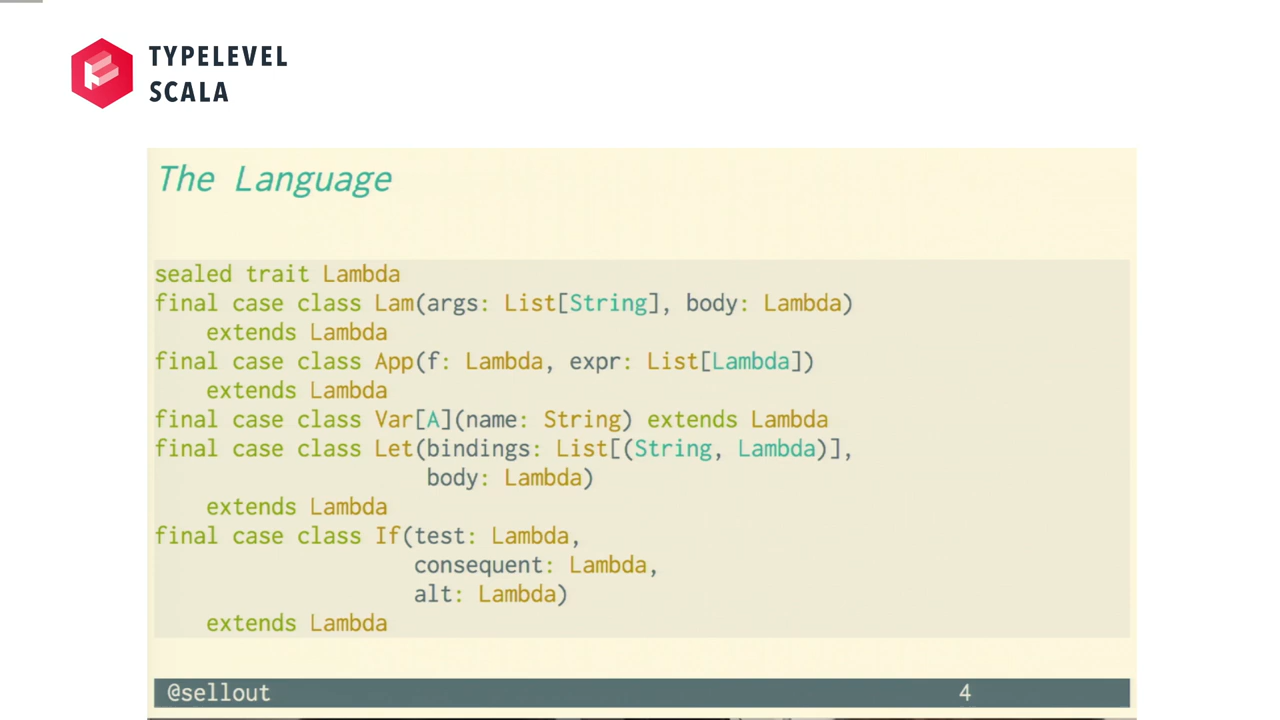 TYPELEVEL
SCALA
The Language
sealed trait Lambda
final case class Lam(args: List[String], body: Lambda)
    extends Lambda
final case class App(f: Lambda, expr: List[Lambda])
    extends Lambda
final case class Var[A](name: String) extends Lambda
final case class Let(bindings: List[(String, Lambda)],
                     body: Lambda)
    extends Lambda
final case class If(test: Lambda,
                    consequent: Lambda,
                    alt: Lambda)
    extends Lambda
@sellout 4